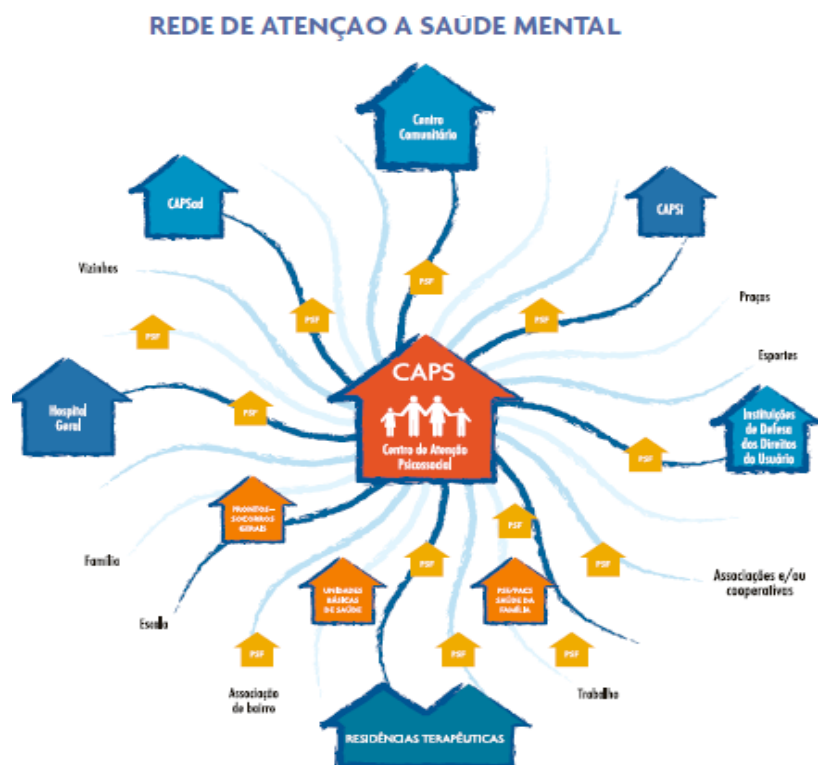 REDE DE ATENÇAO A SAÚDE MENTAL
Centro
Comunitário
CAPSad
CAPSi
Vizinhos
PSF
PSF
PSF
Praças
PSF
Esportes
CAPS
Hospital
Geral
PSF
Centro de Atenção
Psicossocial
Instituições
de Defesa
dos Direitos
do Usuário
PSF
PRONTOS–
SOCORROS
GERAIS
PSF
Família
PSF
PSF
Associações e/ou
cooperativas
UNIDADES
BÁSICAS
DE SAÚDE
PSF/PACS
SAÚDE DA
FAMÍLIA
Escola
PSF
PSF
PSF
Associação
de bairro
Trabalho
RESIDÊNCIAS TERAPÊUTICAS